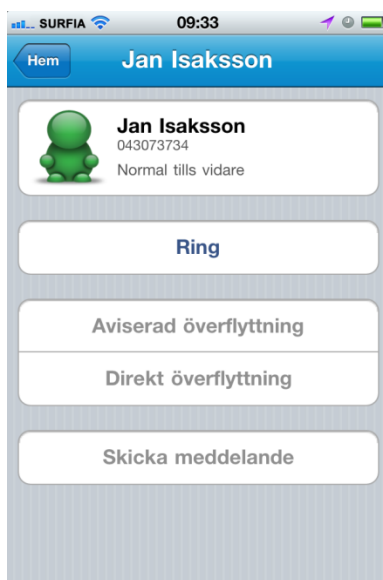 SURFIA 09:33
Hem Jan Isaksson
Jan Isaksson
043073734
Normal tills vidare
Ring
Aviserad överflyttning
Direkt överflyttning
Skicka meddelande